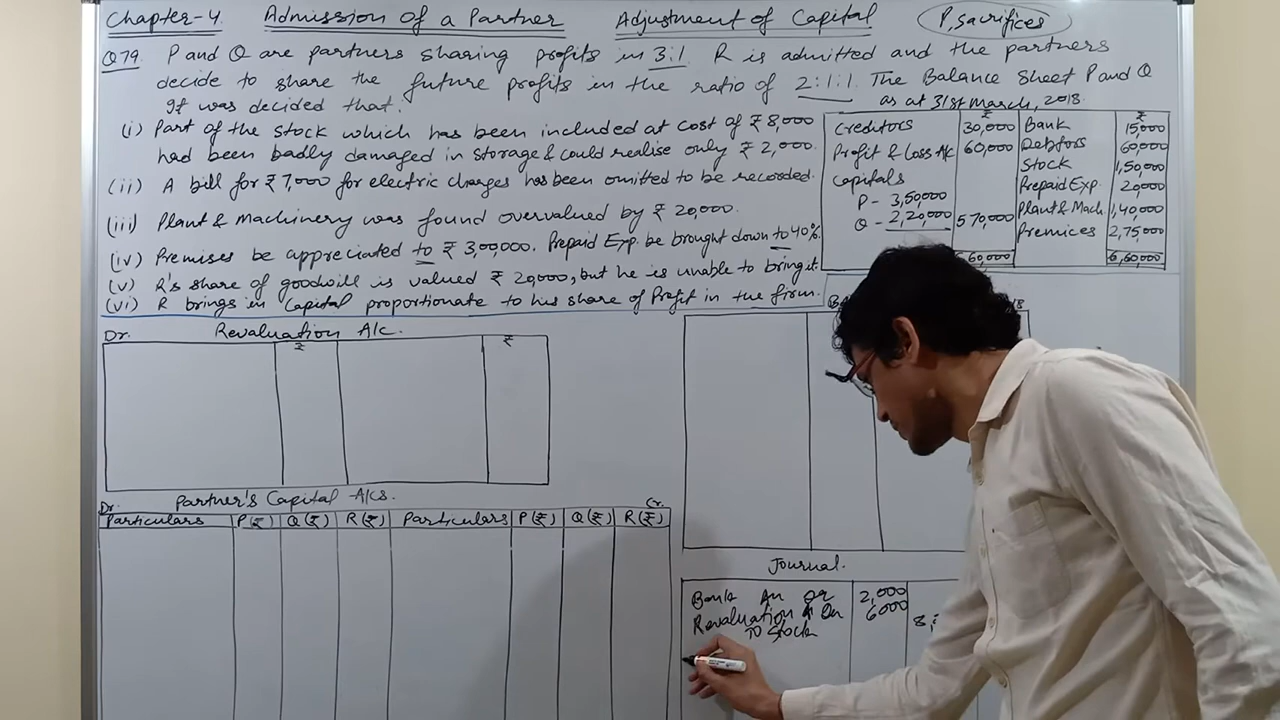 Chapter-4 Admission of a Partner Adjustment of Capital P, sacrifices
Q79. P and Q are partners sharing profits in 3:1. R is admitted and the partners
decide to share the future profits in the ratio of 2:1:1. The Balance Sheet P and Q
as at 31st March, 2018.
It was decided that:
(i) Part of the stock which has been included at cost of ₹ 8,000
had been badly damaged in storage & could realise only ₹ 2,000.
(ii) A bill for ₹ 7,000 for electric charges has been omitted to be recorded.
(iii) Plant & Machinery was found overvalued by ₹ 20,000.
(iv) Premises be appreciated to ₹ 3,00,000. Prepaid Exp. be brought down to 40%.
(v) R's share of goodwill is valued ₹ 20,000, but he is unable to bring it
(vi) R brings in Capital proportionate to his share of Profit in the firm.
₹ ₹
Creditors 30,000 Bank 15,000
Profit & Loss A/c 60,000 Debtors 60,000
Capitals Stock 1,50,000
P - 3,50,000 Prepaid Exp. 20,000
Q - 2,20,000 5,70,000 Plant & Mach. 1,40,000
Premices 2,75,000
60,000 6,60,000
Dr. Revaluation A/c.
₹ ₹
Partner's Capital A/cs.
Dr. Cr.
Particulars P(₹) Q(₹) R(₹) Particulars P(₹) Q(₹) R(₹)
Journal.
Bank A/c Dr 2,000
Revaluation A Dr 6000
To Stock 8,